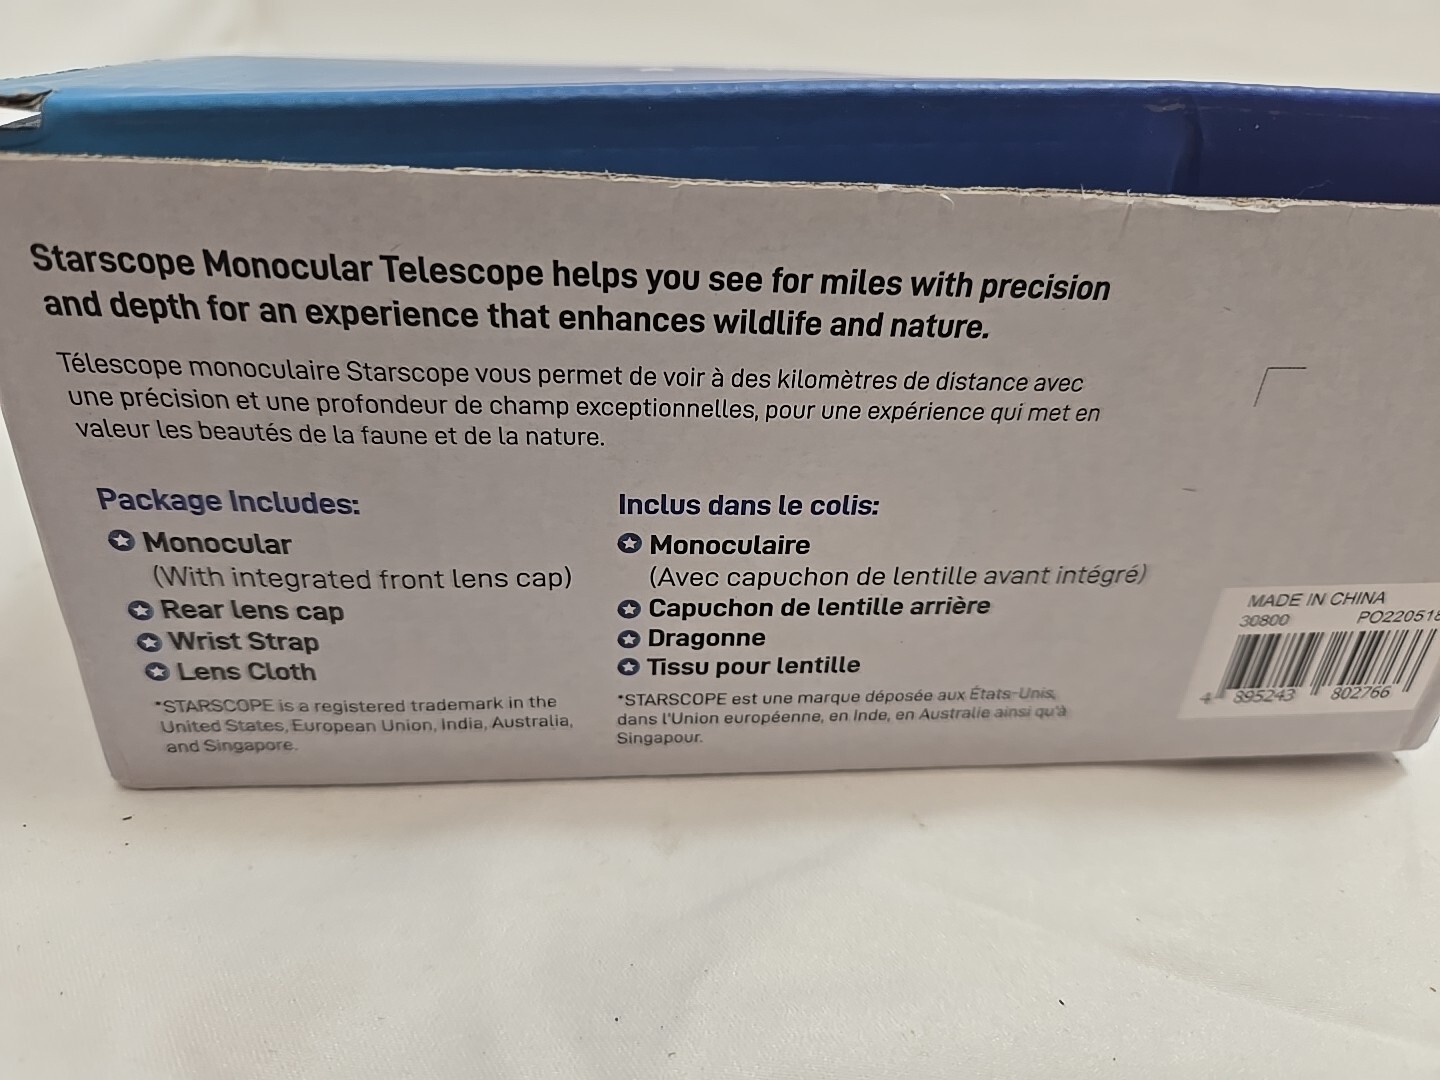 Starscope Monocular Telescope helps you see for miles with precision
and depth for an experience that enhances wildlife and nature.
Télescope monoculaire Starscope vous permet de voir à des kilomètres de distance avec
une précision et une profondeur de champ exceptionnelles, pour une expérience qui met en
valeur les beautés de la faune et de la nature.
Package Includes:
Monocular
(With integrated front lens cap)
Rear lens cap
Wrist Strap
Lens Cloth
*STARSCOPE is a registered trademark in the
United States, European Union, India, Australia,
and Singapore.
Inclus dans le colis:
Monoculaire
(Avec capuchon de lentille avant intégré)
Capuchon de lentille arrière
Dragonne
Tissu pour lentille
*STARSCOPE est une marque déposée aux États-Unis,
dans l'Union européenne, en Inde, en Australie ainsi qu'à
Singapour.
MADE IN CHINA
30800 PO220518
4 895243 802766